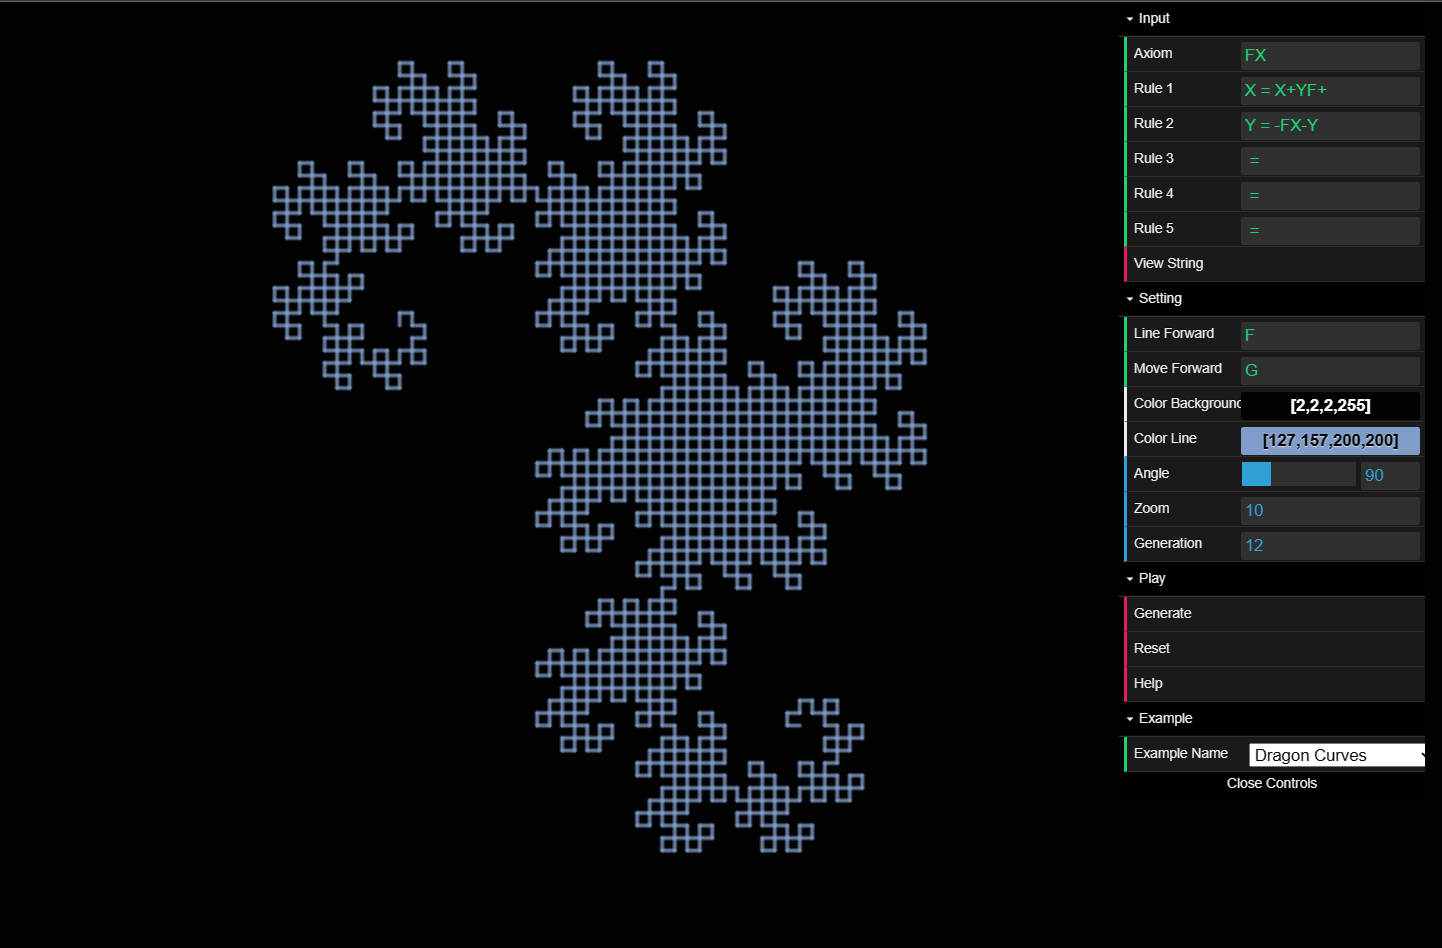 Input
Axiom FX
Rule 1 X = X+YF+
Rule 2 Y = -FX-Y
Rule 3 =
Rule 4 =
Rule 5 =
View String
Setting
Line Forward F
Move Forward G
Color Background [2,2,2,255]
Color Line [127,157,200,200]
Angle 90
Zoom 10
Generation 12
Play
Generate
Reset
Help
Example
Example Name Dragon Curves
Close Controls